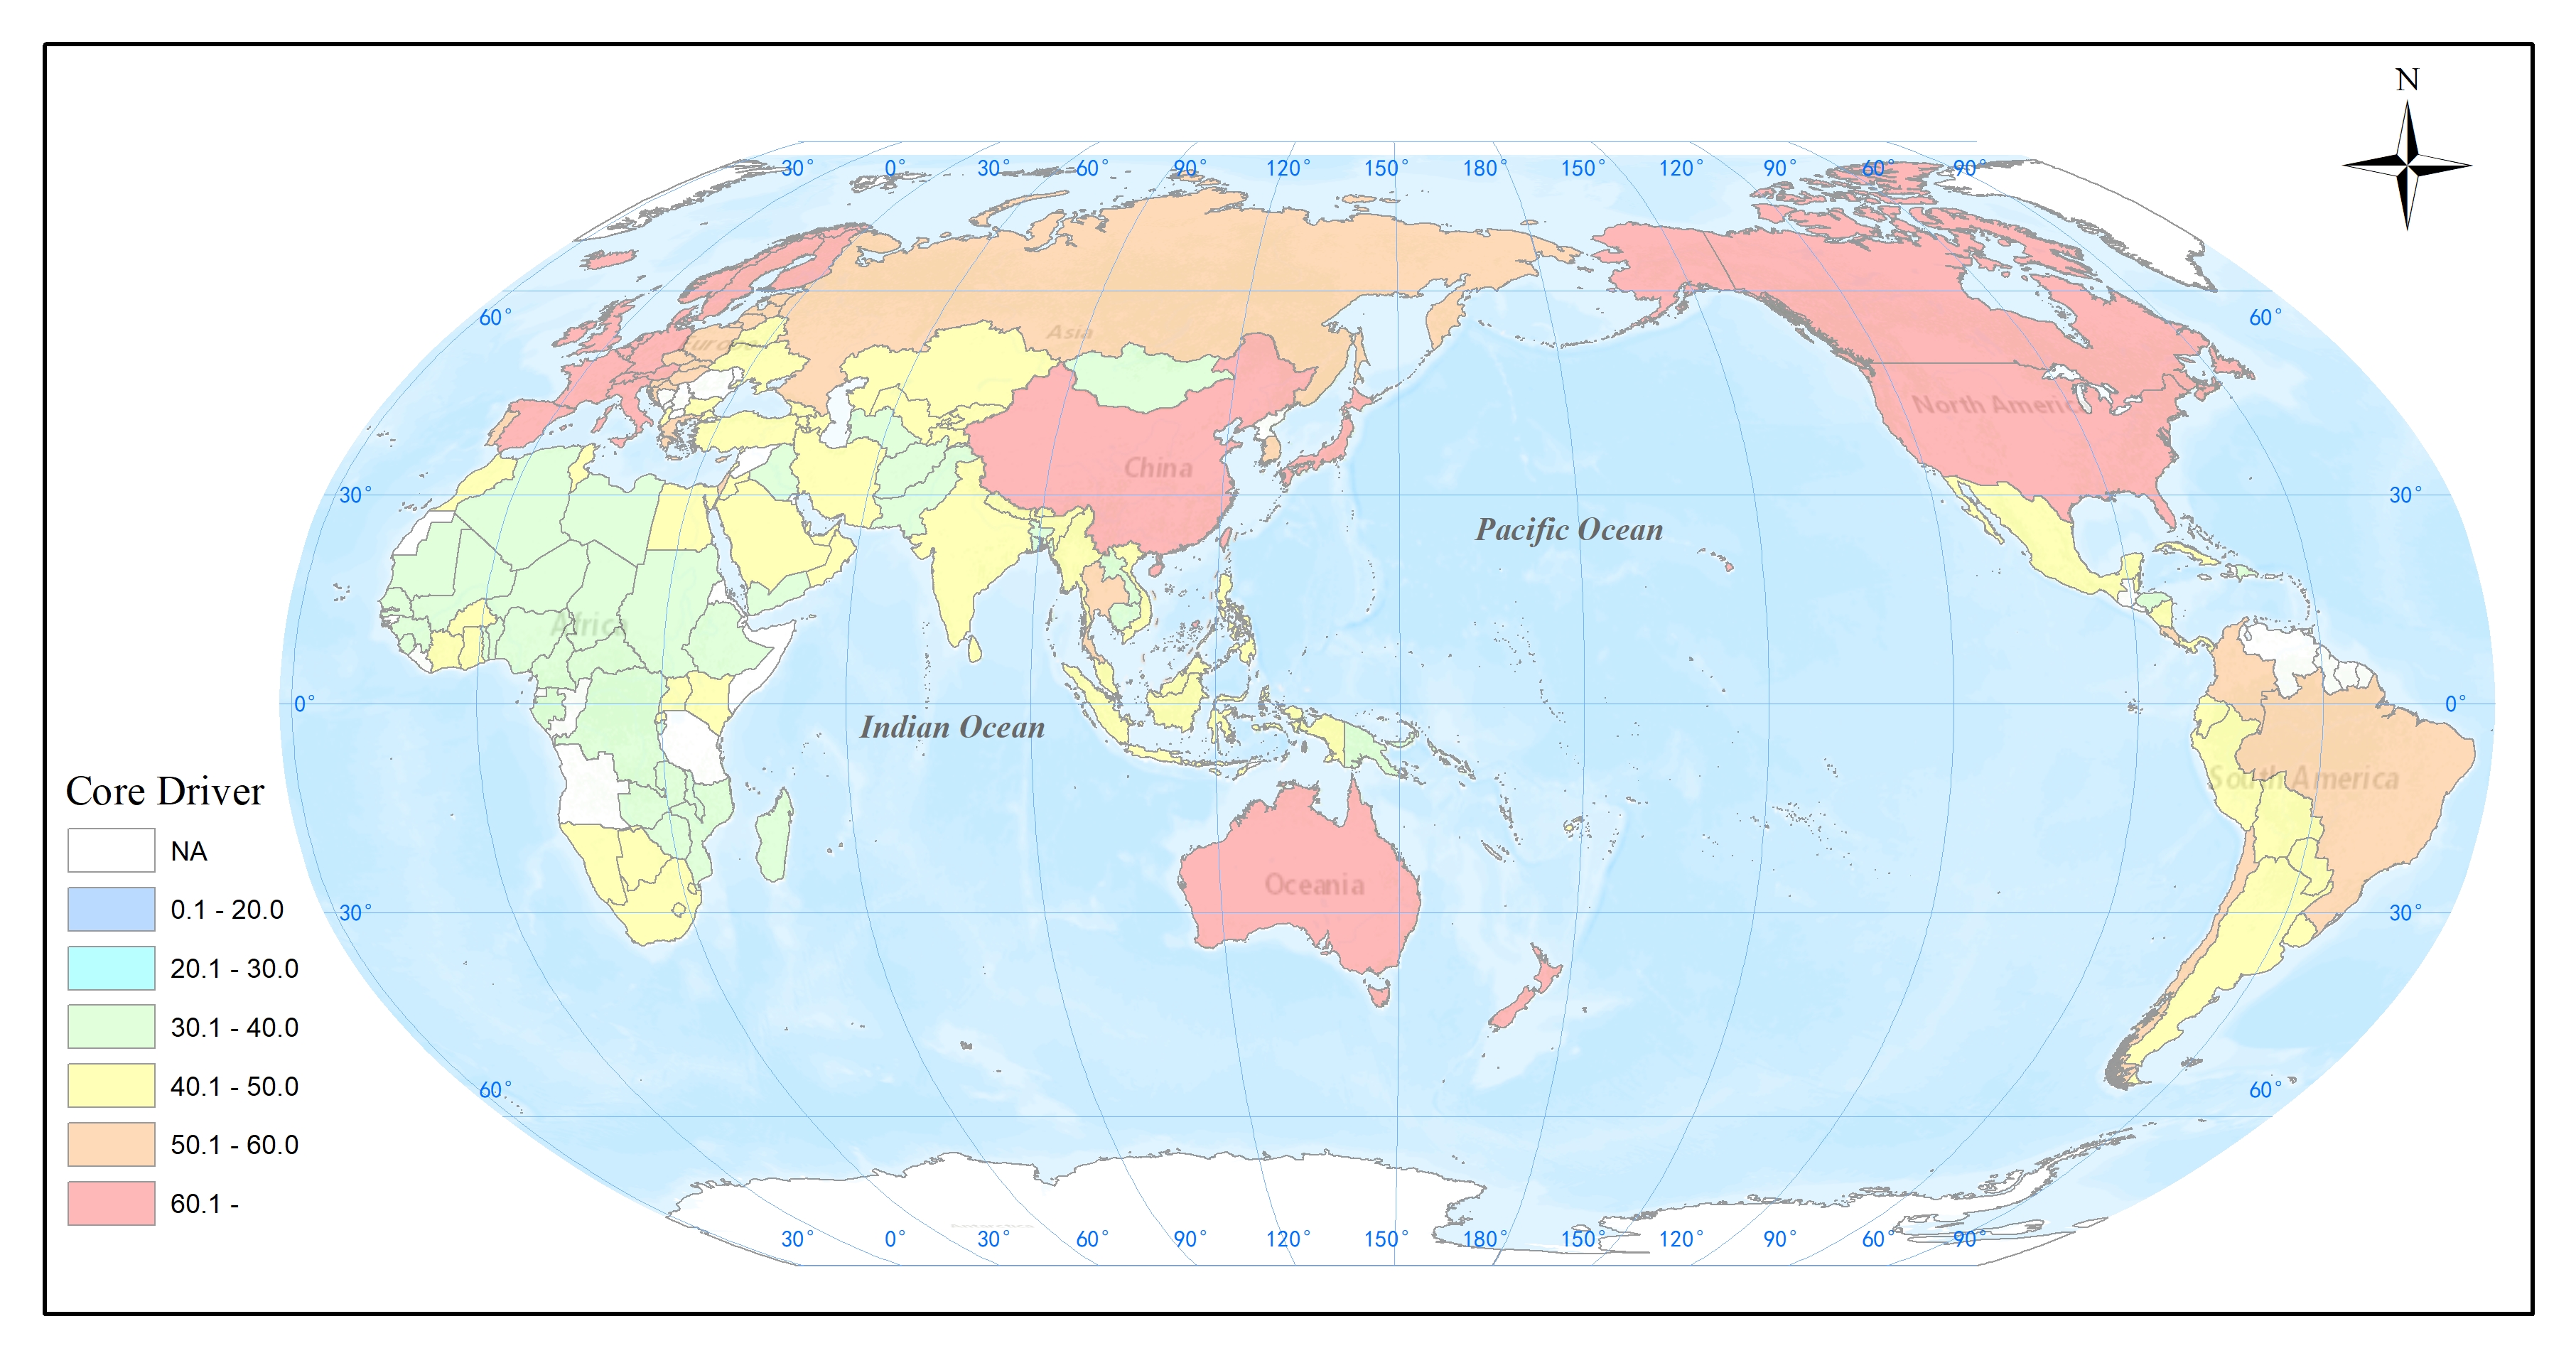 N
30° 0° 30° 60° 90° 120° 150° 180° 150° 120° 90° 60° 90°
60° 60°
Asia
Europe
North America
China
30° 30°
Pacific Ocean
Africa
0° 0°
Indian Ocean
South America
Core Driver
NA
Oceania
0.1 - 20.0
30° 30°
20.1 - 30.0
30.1 - 40.0
40.1 - 50.0
60° 60°
50.1 - 60.0
60.1 -
Antarctica
30° 0° 30° 60° 90° 120° 150° 180° 150° 120° 90° 60° 90°